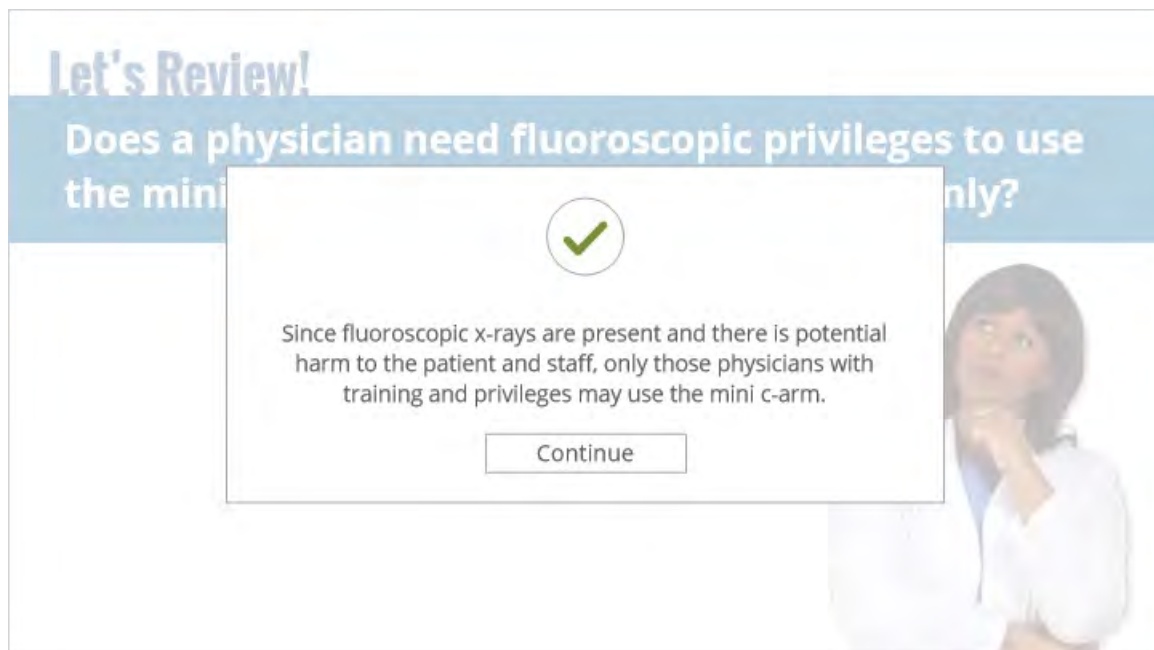 Let's Review!
Does a physician need fluoroscopic privileges to use
the mini nly?
Since fluoroscopic x-rays are present and there is potential
harm to the patient and staff, only those physicians with
training and privileges may use the mini c-arm.
Continue